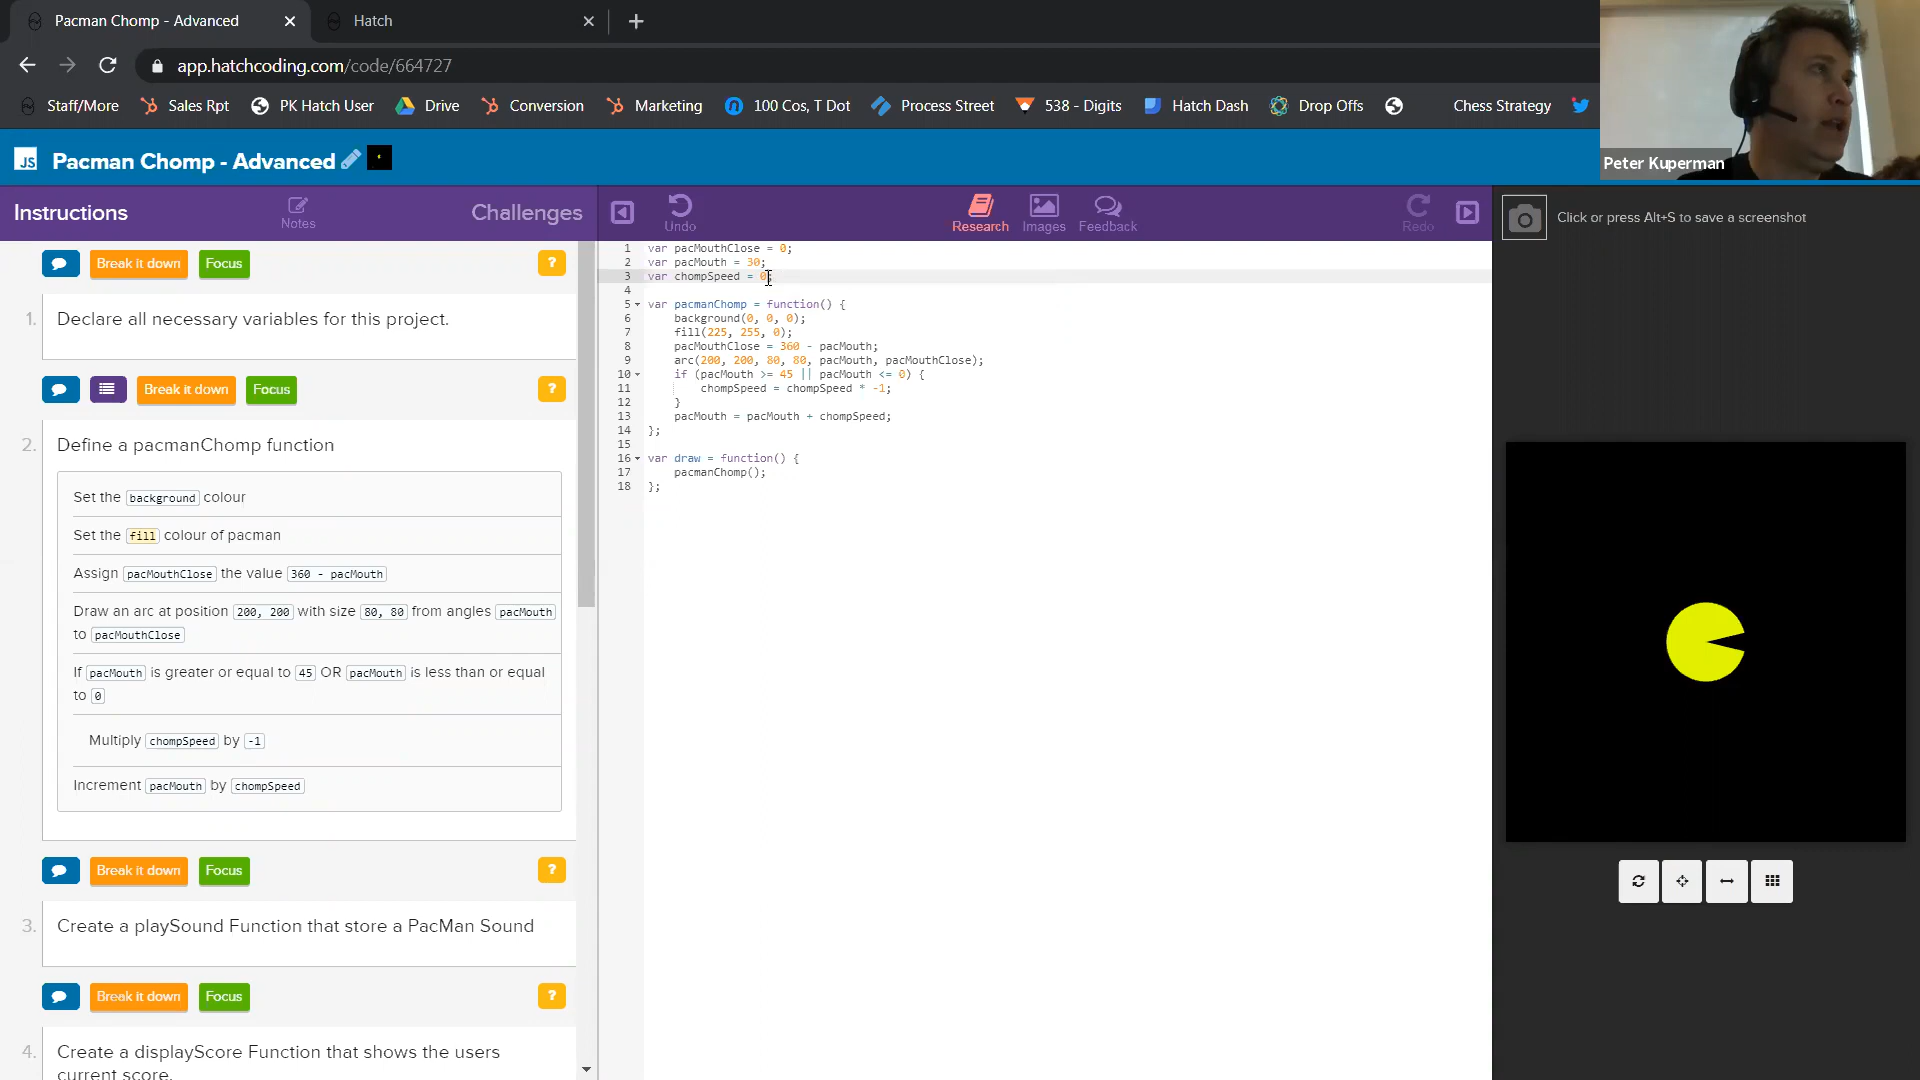 Pacman Chomp - Advanced
Hatch
app.hatchcoding.com/code/664727
Staff/More
Sales Rpt
PK Hatch User
Drive
Conversion
Marketing
100 Cos, T Dot
Process Street
538 - Digits
Hatch Dash
Drop Offs
Chess Strategy
Peter Kuperman
JS
Pacman Chomp - Advanced
Instructions
Notes
Challenges
Undo
Research
Images
Feedback
Redo
Click or press Alt+S to save a screenshot
Break it down
Focus
?
1. Declare all necessary variables for this project.
Break it down
Focus
?
2. Define a pacmanChomp function
Set the background colour
Set the fill colour of pacman
Assign pacMouthClose the value 360 - pacMouth
Draw an arc at position 200, 200 with size 80, 80 from angles pacMouth
to pacMouthClose
If pacMouth is greater or equal to 45 OR pacMouth is less than or equal
to 0
Multiply chompSpeed by -1
Increment pacMouth by chompSpeed
Break it down
Focus
?
3. Create a playSound Function that store a PacMan Sound
Break it down
Focus
?
4. Create a displayScore Function that shows the users
current score.
1 var pacMouthClose = 0;
2 var pacMouth = 30;
3 var chompSpeed = 0;
4
5 var pacmanChomp = function() {
6 background(0, 0, 0);
7 fill(225, 255, 0);
8 pacMouthClose = 360 - pacMouth;
9 arc(200, 200, 80, 80, pacMouth, pacMouthClose);
10 if (pacMouth >= 45 || pacMouth <= 0) {
11 chompSpeed = chompSpeed * -1;
12 }
13 pacMouth = pacMouth + chompSpeed;
14 };
15
16 var draw = function() {
17 pacmanChomp();
18 };